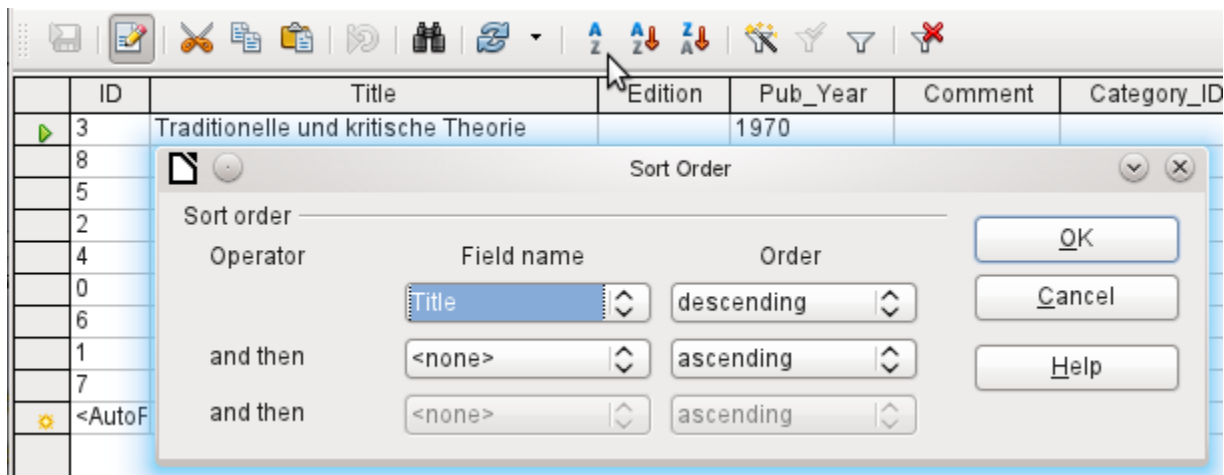 ID Title Edition Pub_Year Comment Category_ID
3 Traditionelle und kritische Theorie 1970
8
5
2
4
0
6
1
7
<AutoF
Sort Order
Sort order
Operator Field name Order
Title descending
and then <none> ascending
and then <none> ascending
OK
Cancel
Help